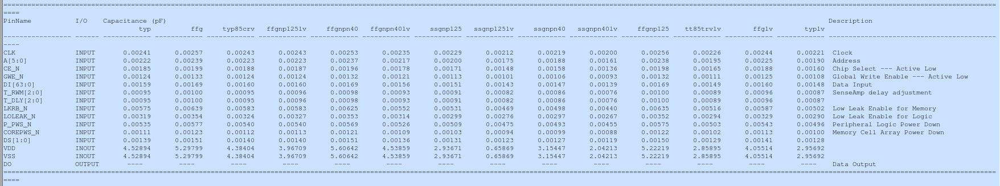 ====
PinName I/O Capacitance (pF) Description
typ ffg typ85crv ffgnp125lv ffgnpn40 ffgnpn40lv ssgnp125 ssgnp125lv ssgnpn40 ssgnpn40lv ffgnp125 tt85trvlv ffglv typlv
----
CLK INPUT 0.00241 0.00257 0.00243 0.00243 0.00253 0.00235 0.00229 0.00212 0.00219 0.00200 0.00256 0.00226 0.00244 0.00221 Clock
A[5:0] INPUT 0.00222 0.00223 0.00223 0.00223 0.00237 0.00217 0.00200 0.00175 0.00188 0.00161 0.00238 0.00195 0.00225 0.00190 Address
CE_N INPUT 0.00185 0.00199 0.00188 0.00187 0.00196 0.00178 0.00171 0.00148 0.00158 0.00136 0.00198 0.00165 0.00188 0.00160 Chip Select --- Active Low
GWE_N INPUT 0.00124 0.00133 0.00124 0.00124 0.00132 0.00121 0.00113 0.00101 0.00106 0.00093 0.00132 0.00111 0.00125 0.00108 Global Write Enable --- Active Low
DI[63:0] INPUT 0.00159 0.00169 0.00160 0.00160 0.00169 0.00156 0.00151 0.00143 0.00147 0.00139 0.00169 0.00149 0.00160 0.00148 Data Input
T_RWM[2:0] INPUT 0.00095 0.00100 0.00095 0.00096 0.00098 0.00093 0.00091 0.00082 0.00086 0.00076 0.00100 0.00089 0.00096 0.00087 SenseAmp delay adjustment
T_DLY[2:0] INPUT 0.00095 0.00100 0.00095 0.00096 0.00098 0.00093 0.00091 0.00082 0.00086 0.00076 0.00100 0.00089 0.00096 0.00087
LKRB_N INPUT 0.00575 0.00639 0.00583 0.00583 0.00625 0.00552 0.00531 0.00469 0.00498 0.00440 0.00635 0.00516 0.00587 0.00502 Low Leak Enable for Memory
LOLEAK_N INPUT 0.00319 0.00354 0.00324 0.00327 0.00353 0.00314 0.00299 0.00276 0.00297 0.00267 0.00352 0.00294 0.00329 0.00290 Low Leak Enable for Logic
P_PWS_N INPUT 0.00535 0.00577 0.00540 0.00540 0.00569 0.00526 0.00509 0.00475 0.00493 0.00455 0.00575 0.00503 0.00543 0.00496 Peripheral Logic Power Down
COREPWS_N INPUT 0.00111 0.00123 0.00112 0.00113 0.00121 0.00109 0.00103 0.00094 0.00099 0.00088 0.00122 0.00102 0.00113 0.00100 Memory Cell Array Power Down
DS[1:0] INPUT 0.00139 0.00151 0.00140 0.00140 0.00151 0.00136 0.00131 0.00123 0.00127 0.00119 0.00150 0.00129 0.00141 0.00128
VDD INOUT 4.52894 5.29799 4.38404 3.96709 5.60642 4.53859 2.93671 0.65869 3.15447 2.04213 5.22219 2.85895 4.05514 2.95692
VSS INOUT 4.52894 5.29799 4.38404 3.96709 5.60642 4.53859 2.93671 0.65869 3.15447 2.04213 5.22219 2.85895 4.05514 2.95692
DO OUTPUT ---- ---- ---- ---- ---- ---- ---- ---- ---- ---- ---- ---- ---- ---- Data Output
====